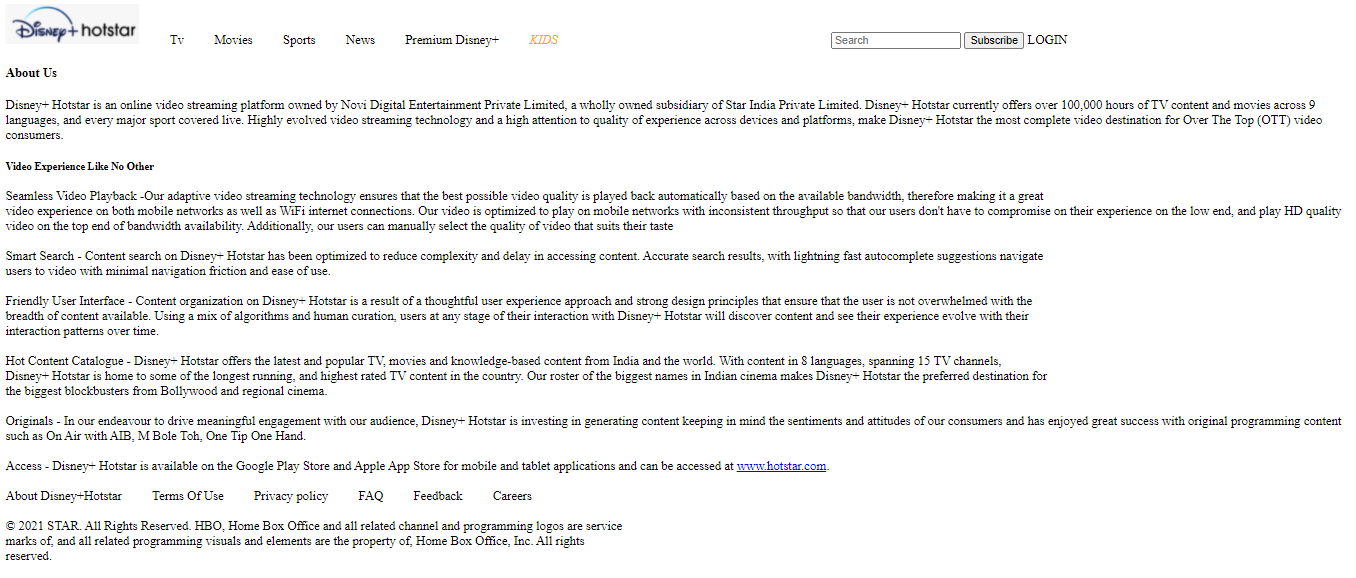 Disney+ hotstar
Tv Movies Sports News Premium Disney+ KIDS Search Subscribe LOGIN
About Us
Disney+ Hotstar is an online video streaming platform owned by Novi Digital Entertainment Private Limited, a wholly owned subsidiary of Star India Private Limited. Disney+ Hotstar currently offers over 100,000 hours of TV content and movies across 9
languages, and every major sport covered live. Highly evolved video streaming technology and a high attention to quality of experience across devices and platforms, make Disney+ Hotstar the most complete video destination for Over The Top (OTT) video
consumers.
Video Experience Like No Other
Seamless Video Playback -Our adaptive video streaming technology ensures that the best possible video quality is played back automatically based on the available bandwidth, therefore making it a great
video experience on both mobile networks as well as WiFi internet connections. Our video is optimized to play on mobile networks with inconsistent throughput so that our users don't have to compromise on their experience on the low end, and play HD quality
video on the top end of bandwidth availability. Additionally, our users can manually select the quality of video that suits their taste
Smart Search - Content search on Disney+ Hotstar has been optimized to reduce complexity and delay in accessing content. Accurate search results, with lightning fast autocomplete suggestions navigate
users to video with minimal navigation friction and ease of use.
Friendly User Interface - Content organization on Disney+ Hotstar is a result of a thoughtful user experience approach and strong design principles that ensure that the user is not overwhelmed with the
breadth of content available. Using a mix of algorithms and human curation, users at any stage of their interaction with Disney+ Hotstar will discover content and see their experience evolve with their
interaction patterns over time.
Hot Content Catalogue - Disney+ Hotstar offers the latest and popular TV, movies and knowledge-based content from India and the world. With content in 8 languages, spanning 15 TV channels,
Disney+ Hotstar is home to some of the longest running, and highest rated TV content in the country. Our roster of the biggest names in Indian cinema makes Disney+ Hotstar the preferred destination for
the biggest blockbusters from Bollywood and regional cinema.
Originals - In our endeavour to drive meaningful engagement with our audience, Disney+ Hotstar is investing in generating content keeping in mind the sentiments and attitudes of our consumers and has enjoyed great success with original programming content
such as On Air with AIB, M Bole Toh, One Tip One Hand.
Access - Disney+ Hotstar is available on the Google Play Store and Apple App Store for mobile and tablet applications and can be accessed at www.hotstar.com.
About Disney+Hotstar Terms Of Use Privacy policy FAQ Feedback Careers
© 2021 STAR. All Rights Reserved. HBO, Home Box Office and all related channel and programming logos are service
marks of, and all related programming visuals and elements are the property of, Home Box Office, Inc. All rights
reserved.